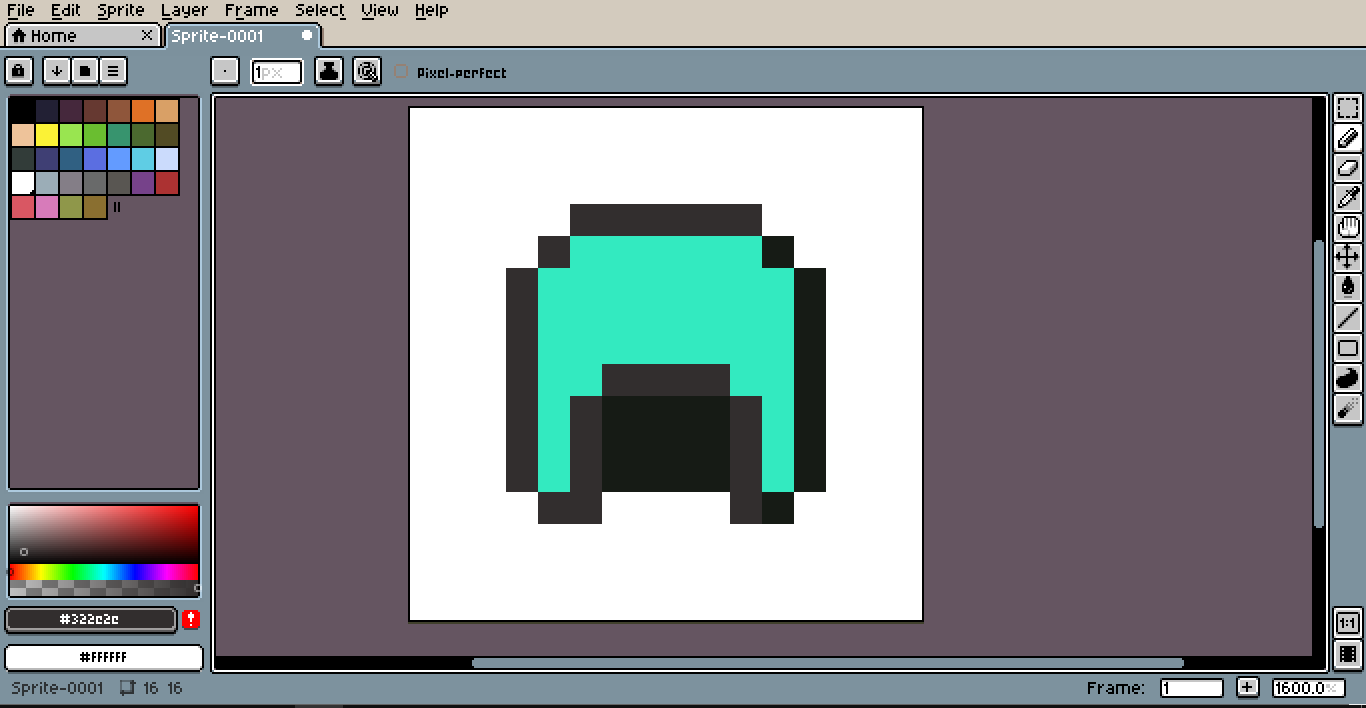 File Edit Sprite Layer Frame Select View Help
Home
Sprite-0001
1px
Pixel-perfect
#322e2e
#FFFFFF
1:1
Sprite-0001 16 16
Frame: 1
1600.0%